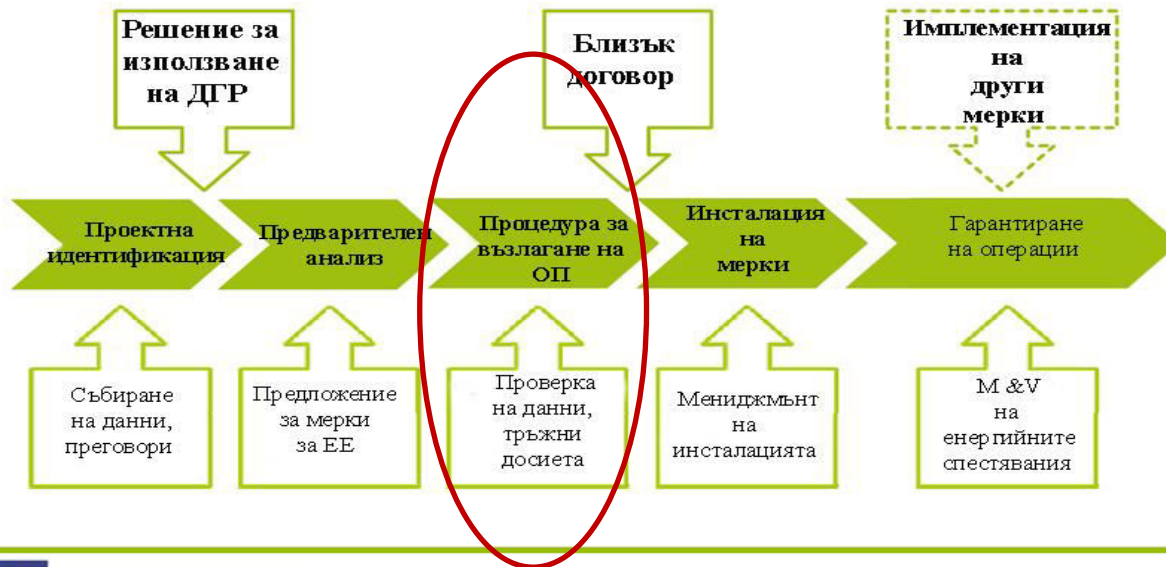 Решение за
използване
на ДГР
Близък
договор
Имплементация
на
други
мерки
Проектна
идентификация
Предварителен
анализ
Процедура за
възлагане на
ОП
Инсталация
на
мерки
Гарантиране
на операции
Събиране
на данни,
преговори
Предложение
за мерки
за ЕЕ
Проверка
на данни,
тръжни
досиета
Мениджмънт
на
инсталацията
M &V
на
енергийните
спестявания